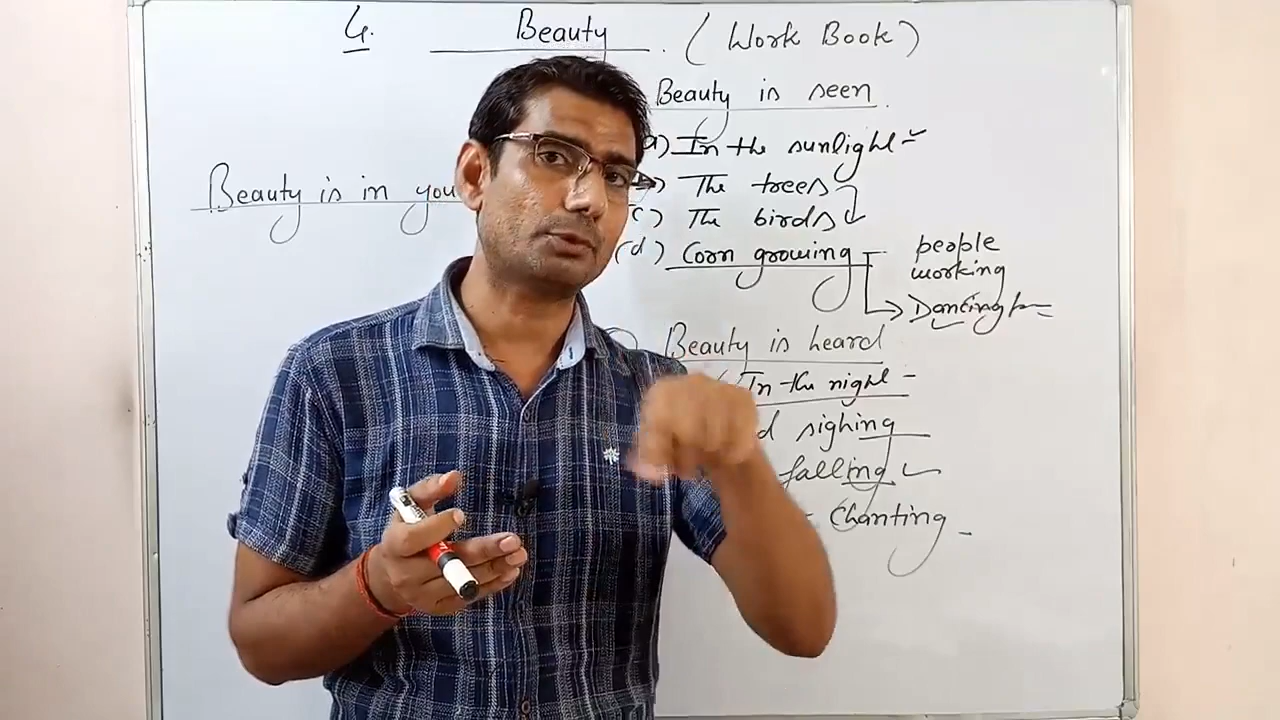 4. Beauty. (Work Book)
Beauty is seen.
a) In the sunlight
Beauty is in you
b) The trees
(c) The birds
(d) Corn growing
people
working
Dancing
Beauty is heard
In the night
sighing
falling
Chanting